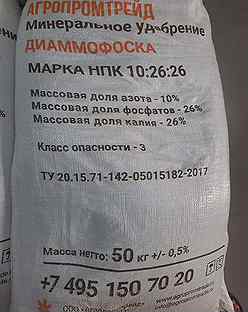 АГРОПРОМТРЕЙД
Минеральное удобрение
ДИАММОФОСКА
МАРКА НПК 10:26:26
Массовая доля азота - 10%
Массовая доля фосфатов - 26%
Массовая доля калия - 26%
Класс опасности - 3
ТУ 20.15.71-142-05015182-2017
Масса нетто: 50 кг +/- 0,5%
+7 495 150 70 20
ООО